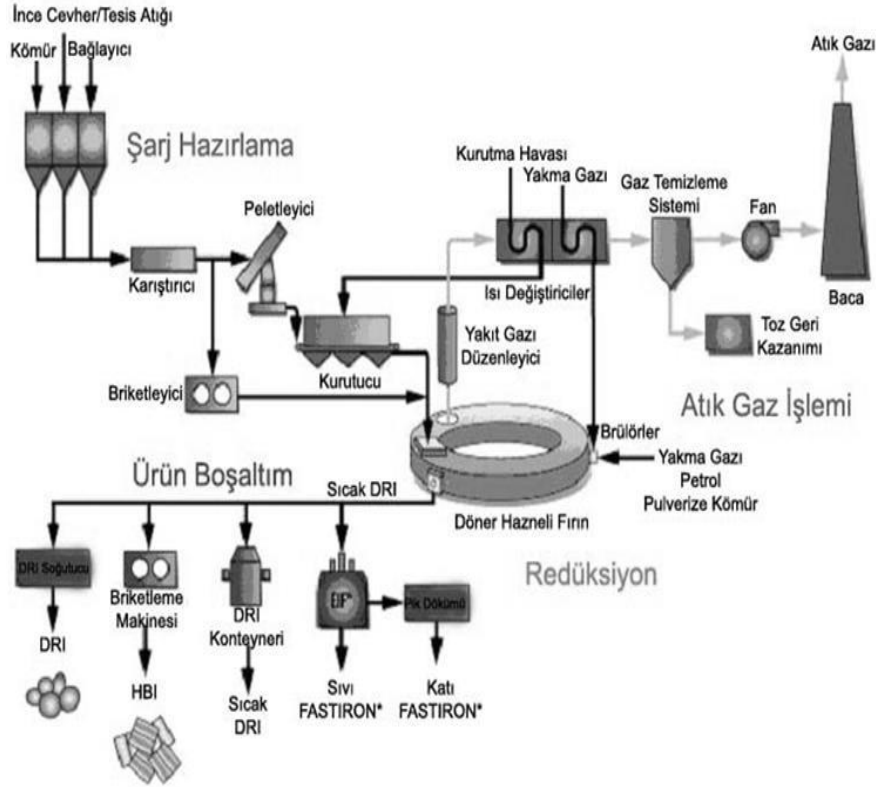 İnce Cevher/Tesis Atığı
Kömür Bağlayıcı
Şarj Hazırlama
Peletleyici
Karıştırıcı
Kurutucu
Briketleyici
Kurutma Havası
Yakma Gazı
Isı Değiştiriciler
Yakıt Gazı
Düzenleyici
Gaz Temizleme
Sistemi
Fan
Atık Gazı
Baca
Toz Geri
Kazanımı
Atık Gaz İşlemi
Brülörler
Yakma Gazı
Petrol
Pulverize Kömür
Döner Hazneli Fırın
Redüksiyon
Ürün Boşaltım
Sıcak DRI
DRI Soğutucu
DRI
Briketleme
Makinesi
HBI
DRI
Konteyneri
Sıcak
DRI
EIF*
Sıvı
FASTIRON*
Pik Dökümü
Katı
FASTIRON*